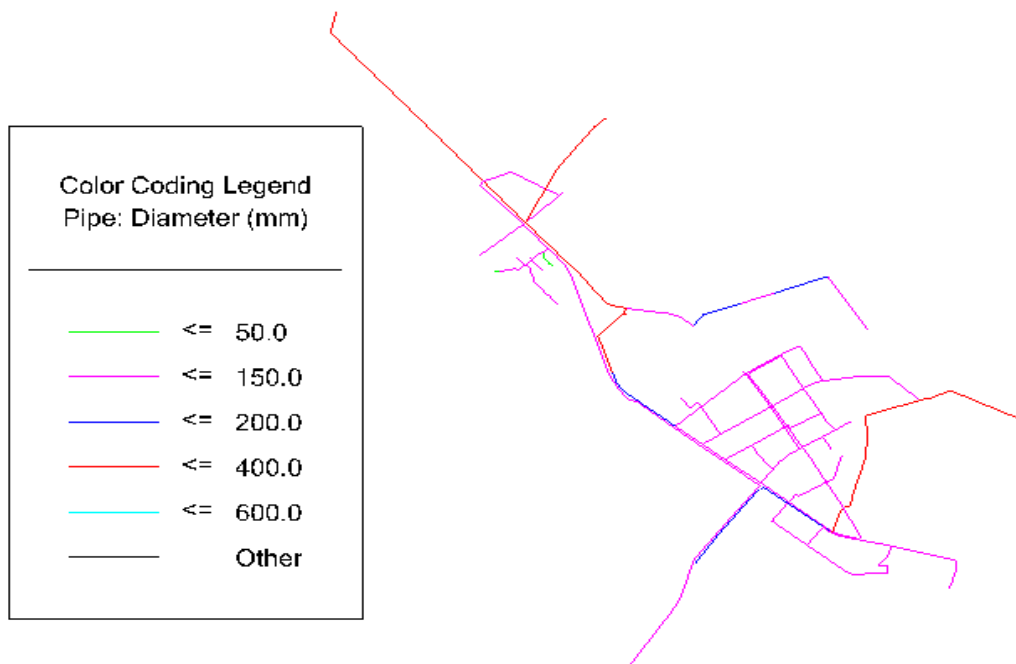 Color Coding Legend
Pipe: Diameter (mm)
<= 50.0
<= 150.0
<= 200.0
<= 400.0
<= 600.0
Other